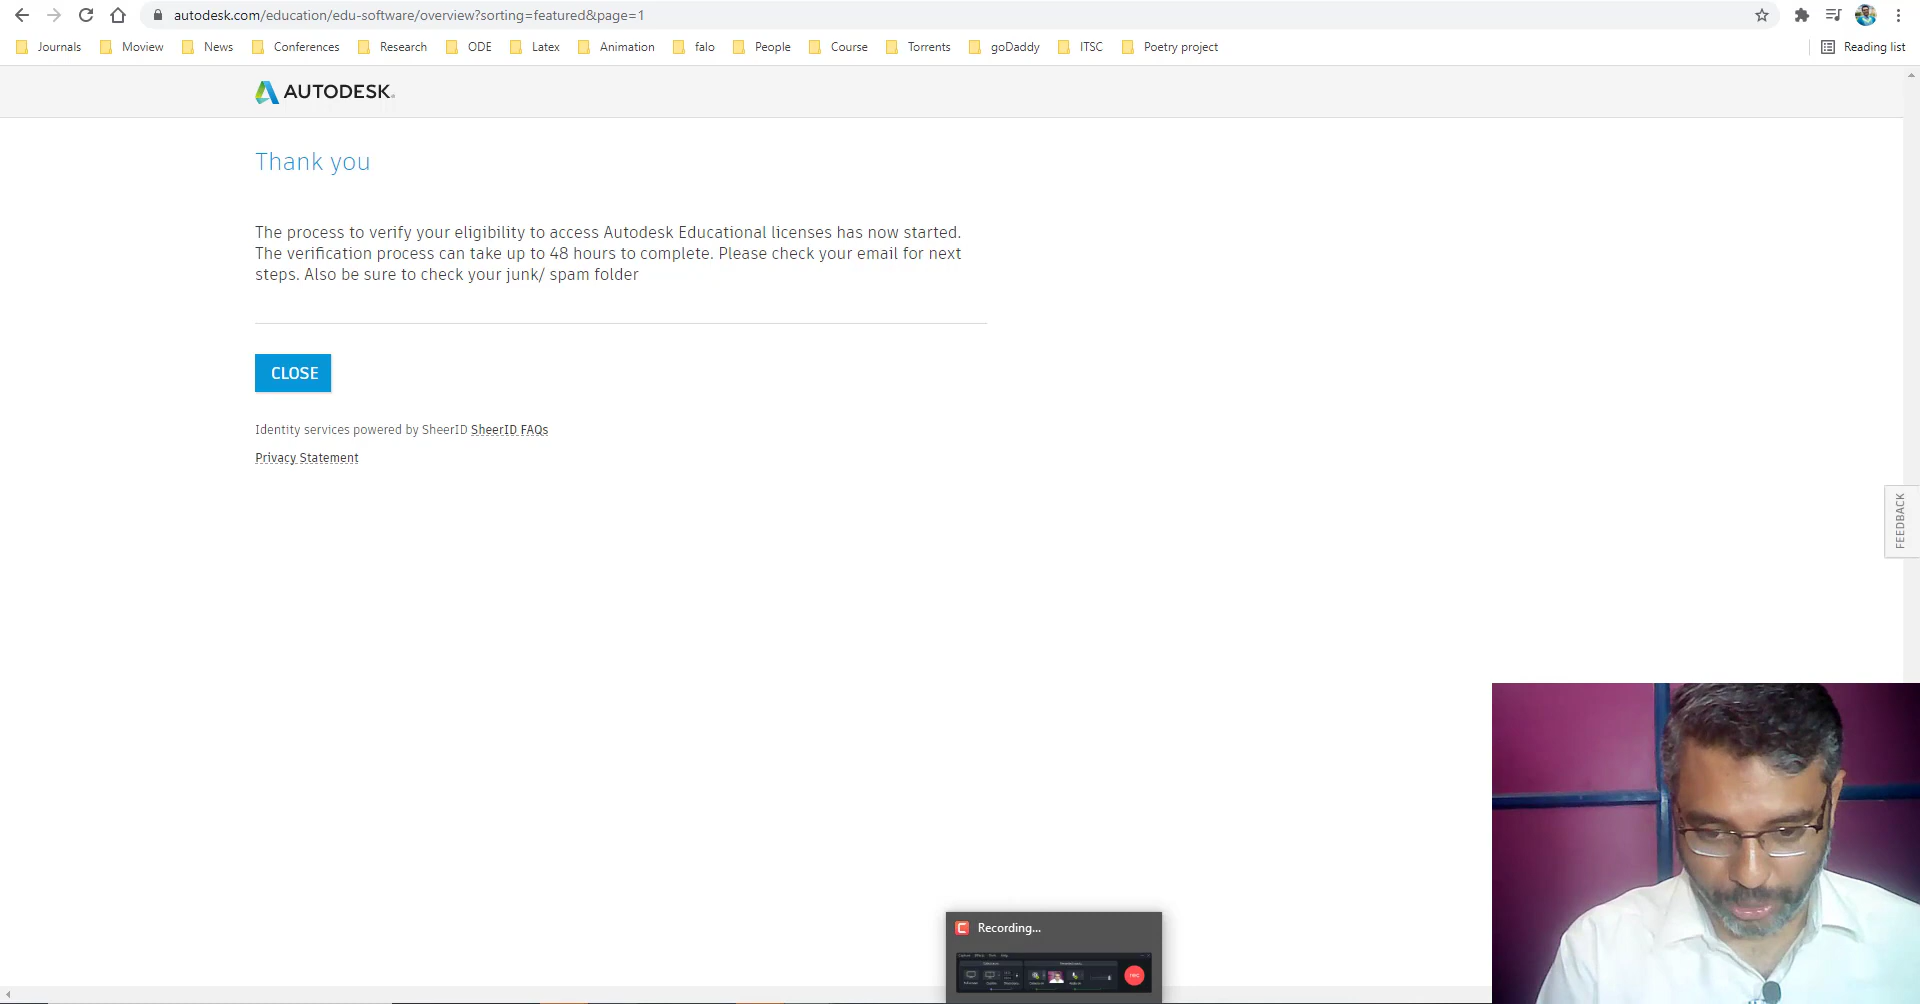 autodesk.com/education/edu-software/overview?sorting=featured&page=1
Journals Moview News Conferences Research ODE Latex Animation falo People Course Torrents goDaddy ITSC Poetry project Reading list
AUTODESK.
Thank you
The process to verify your eligibility to access Autodesk Educational licenses has now started.
The verification process can take up to 48 hours to complete. Please check your email for next
steps. Also be sure to check your junk/ spam folder
CLOSE
Identity services powered by SheerID SheerID FAQs
Privacy Statement
FEEDBACK
Recording...